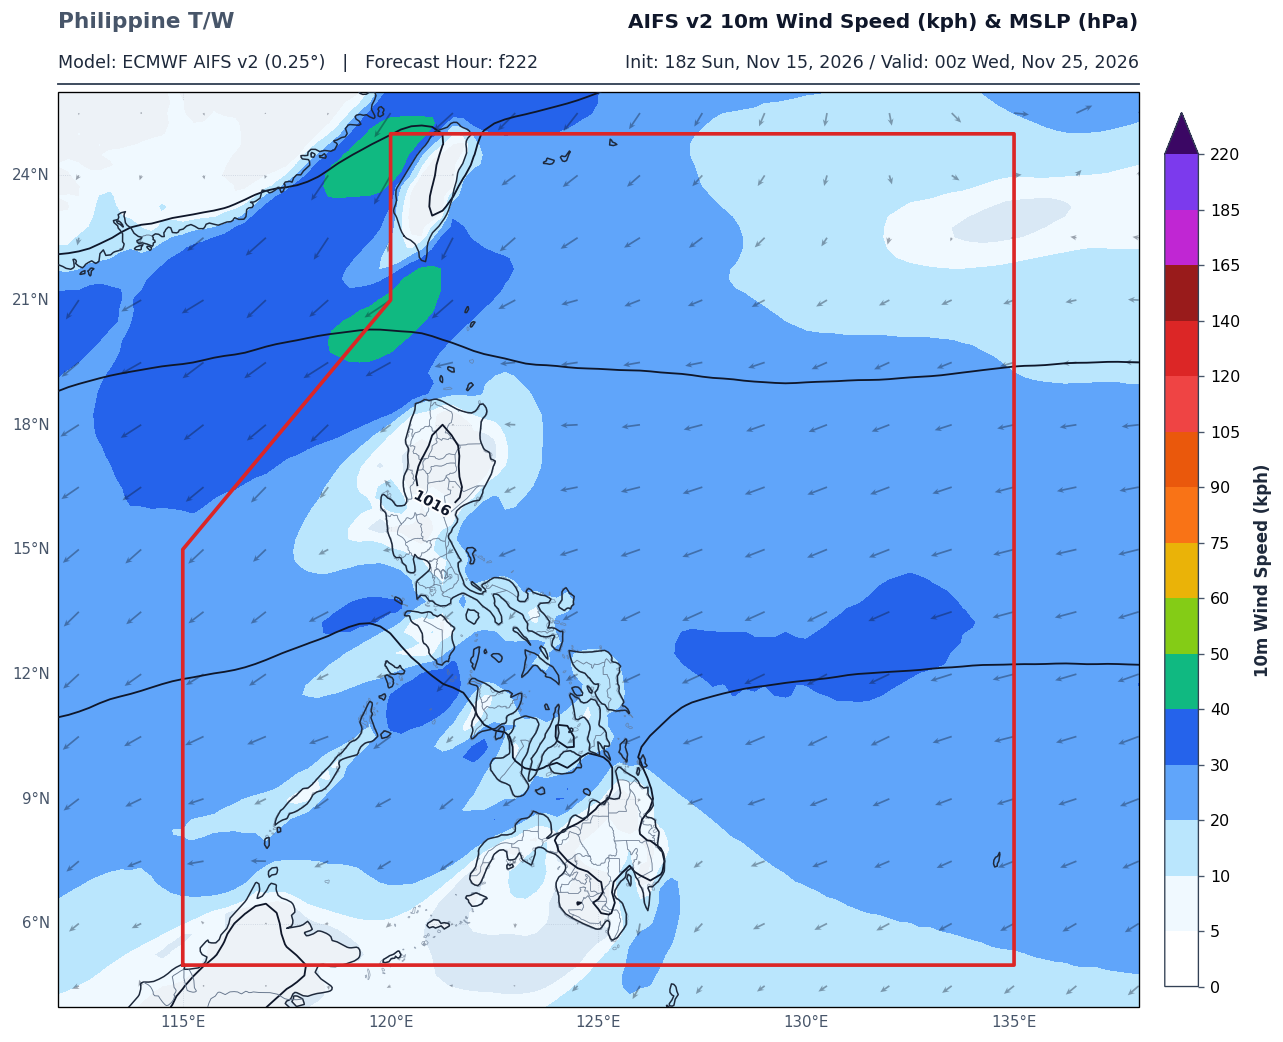 Philippine T/W
AIFS v2 10m Wind Speed (kph) & MSLP (hPa)
Model: ECMWF AIFS v2 (0.25°) | Forecast Hour: f222
Init: 18z Sun, Nov 15, 2026 / Valid: 00z Wed, Nov 25, 2026
24°N
21°N
18°N
15°N
12°N
9°N
6°N
1016
115°E
120°E
125°E
130°E
135°E
220
185
165
140
120
105
90
75
60
50
40
30
20
10
5
0
10m Wind Speed (kph)